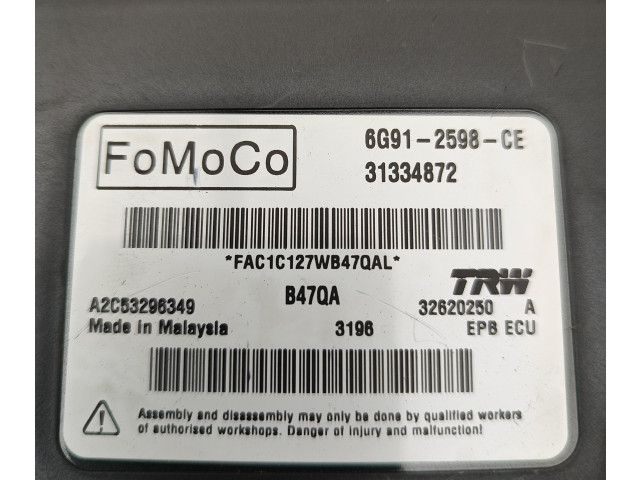 FoMoCo
6G91-2598-CE
31334872
*FAC1C127WB47QAL*
TRW
B47QA
A2C53296349
32620250 A
Made in Malaysia
3196
EPB ECU
Assembly and disassembly may only be done by qualified workers
of authorised workshops. Danger of injury and malfunction!